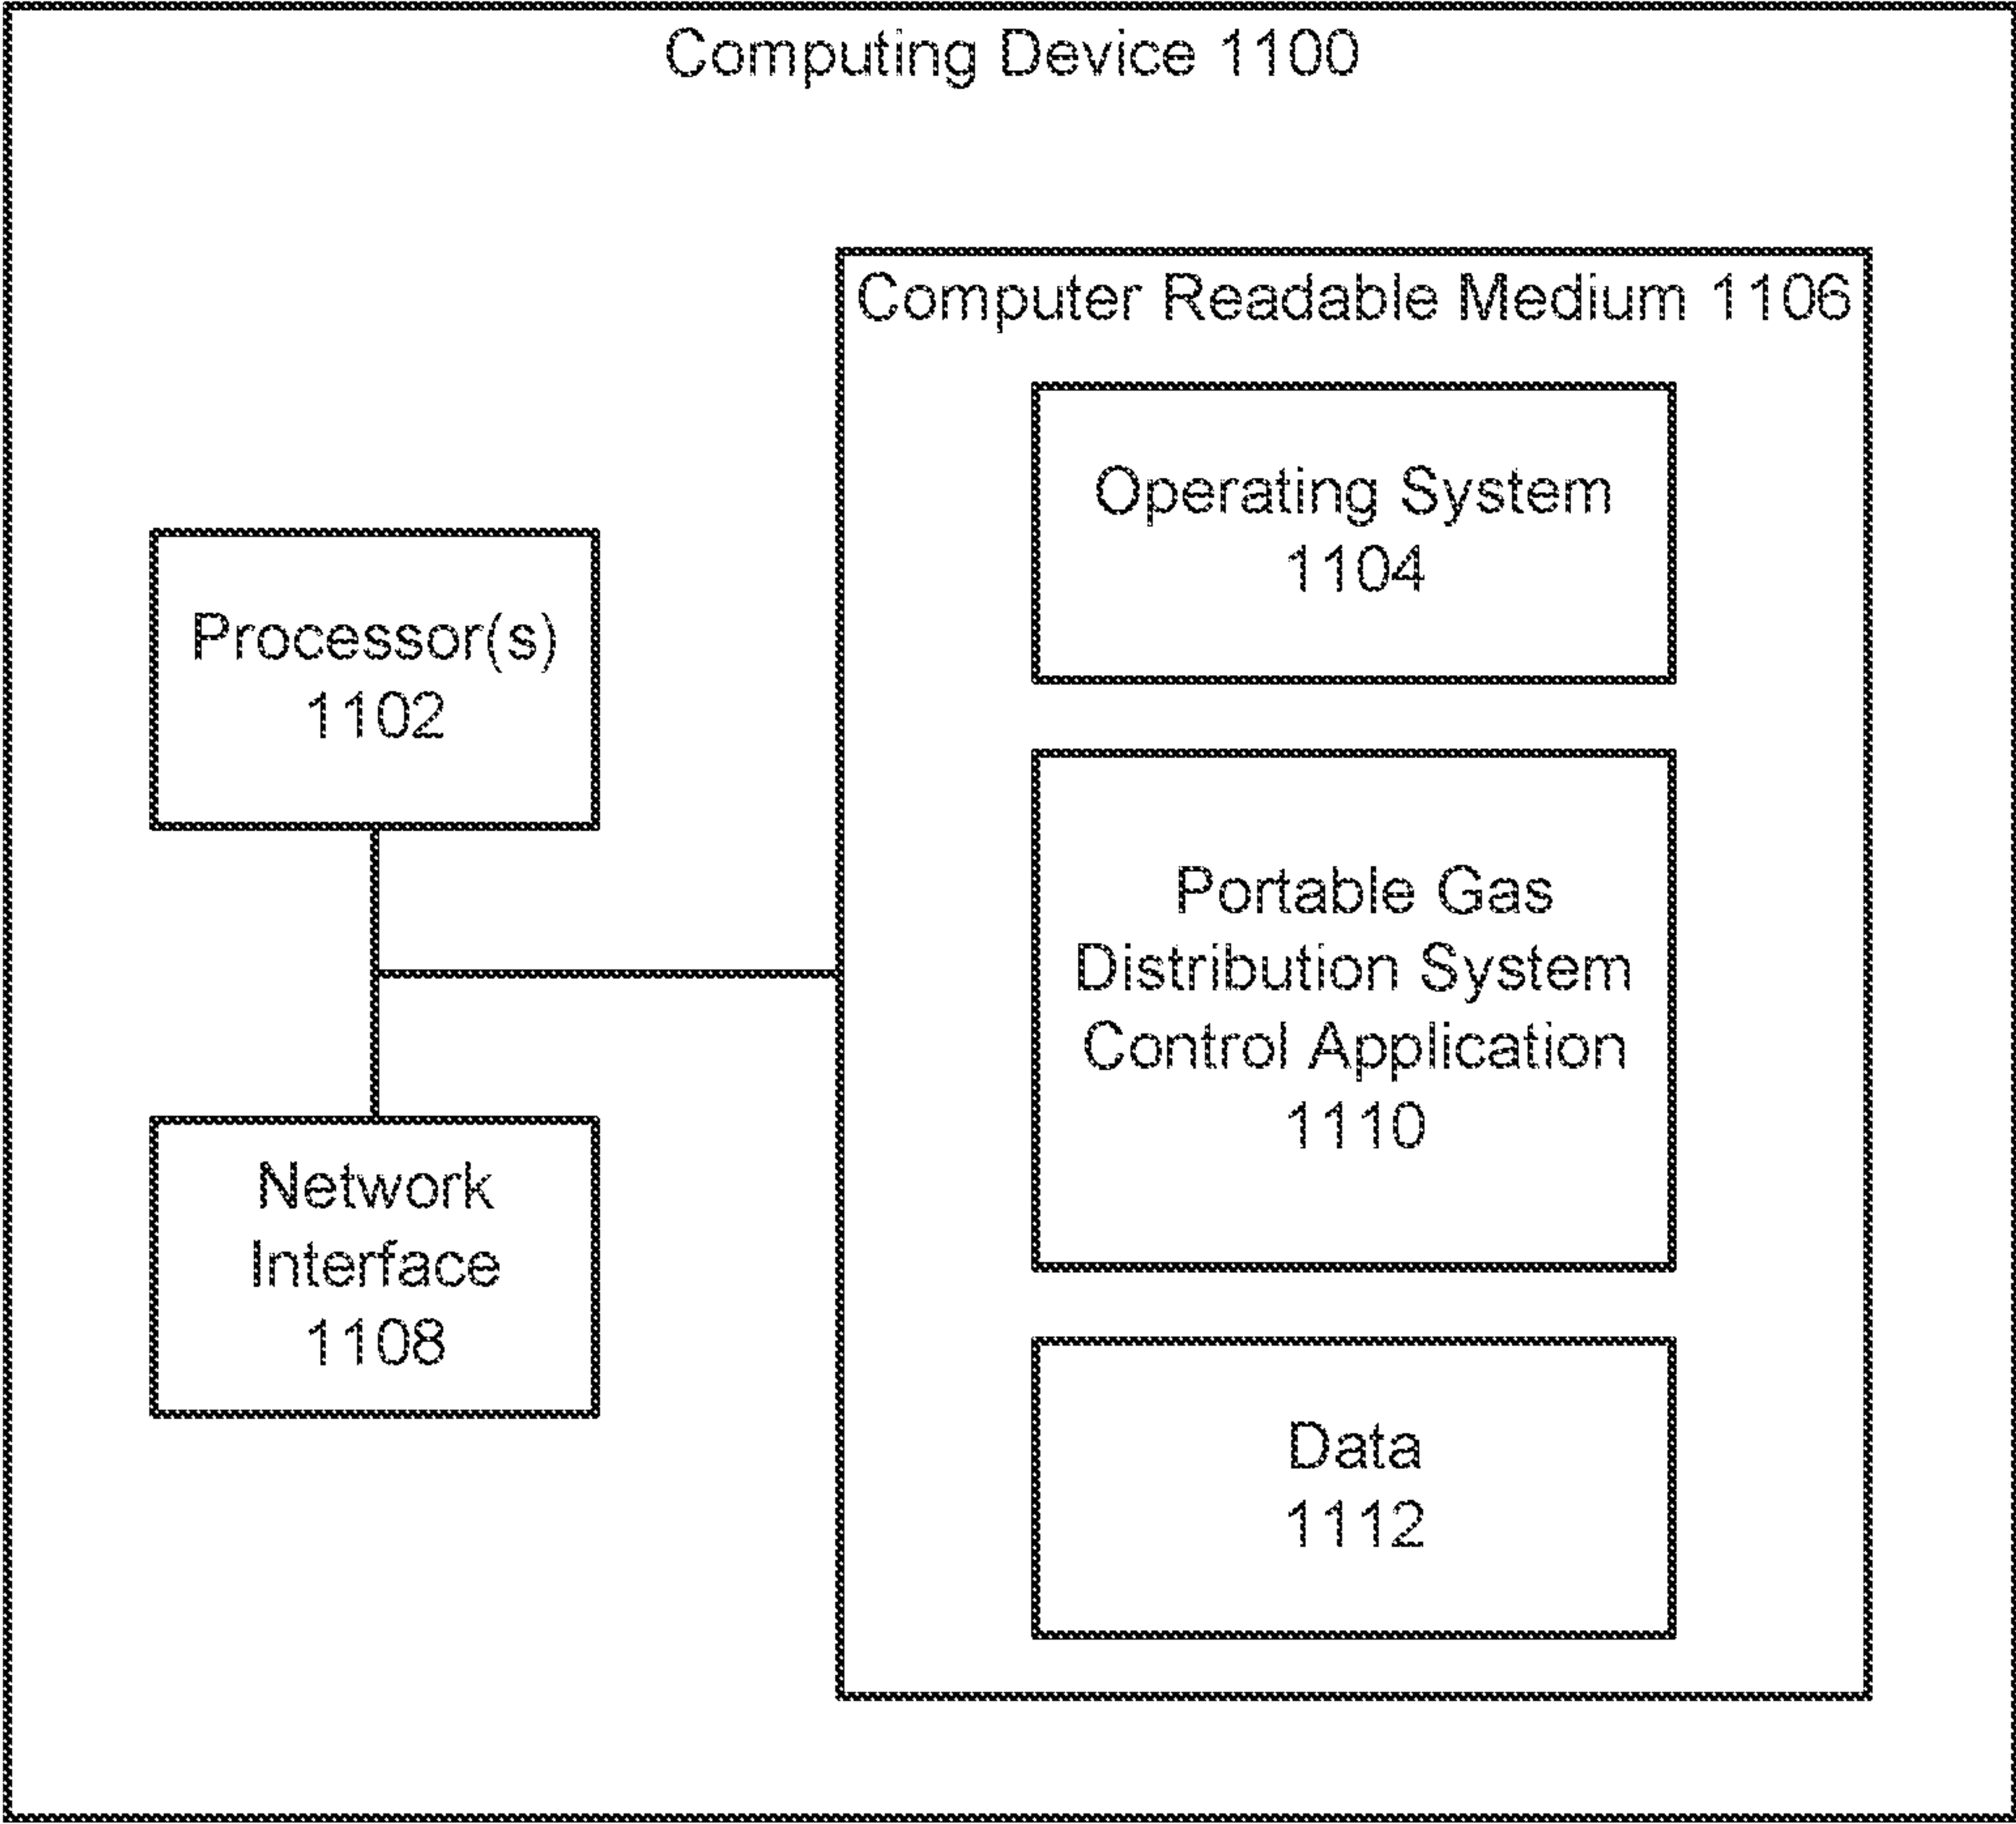 Computing Device 1100
Computer Readable Medium 1106
Operating System
1104
Processor(s)
1102
Portable Gas
Distribution System
Control Application
1110
Network
Interface
1108
Data
1112